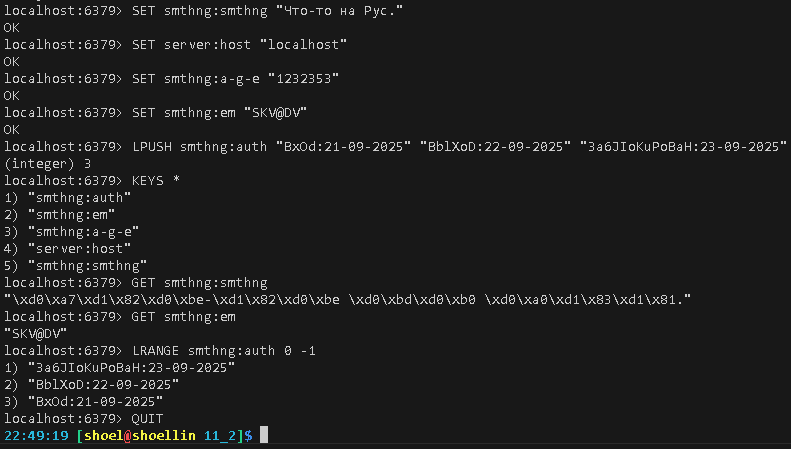 localhost:6379> SET smthng:smthng "Что-то на Рус."
OK
localhost:6379> SET server:host "localhost"
OK
localhost:6379> SET smthng:a-g-e "1232353"
OK
localhost:6379> SET smthng:em "SKV@DV"
OK
localhost:6379> LPUSH smthng:auth "BxOd:21-09-2025" "BblXoD:22-09-2025" "3a6JIoKuPoBaH:23-09-2025"
(integer) 3
localhost:6379> KEYS *
1) "smthng:auth"
2) "smthng:em"
3) "smthng:a-g-e"
4) "server:host"
5) "smthng:smthng"
localhost:6379> GET smthng:smthng
"\xd0\xa7\xd1\x82\xd0\xbe-\xd1\x82\xd0\xbe \xd0\xbd\xd0\xb0 \xd0\xa0\xd1\x83\xd1\x81."
localhost:6379> GET smthng:em
"SKV@DV"
localhost:6379> LRANGE smthng:auth 0 -1
1) "3a6JIoKuPoBaH:23-09-2025"
2) "BblXoD:22-09-2025"
3) "BxOd:21-09-2025"
localhost:6379> QUIT
22:49:19 [shoel@shoellin 11_2]$